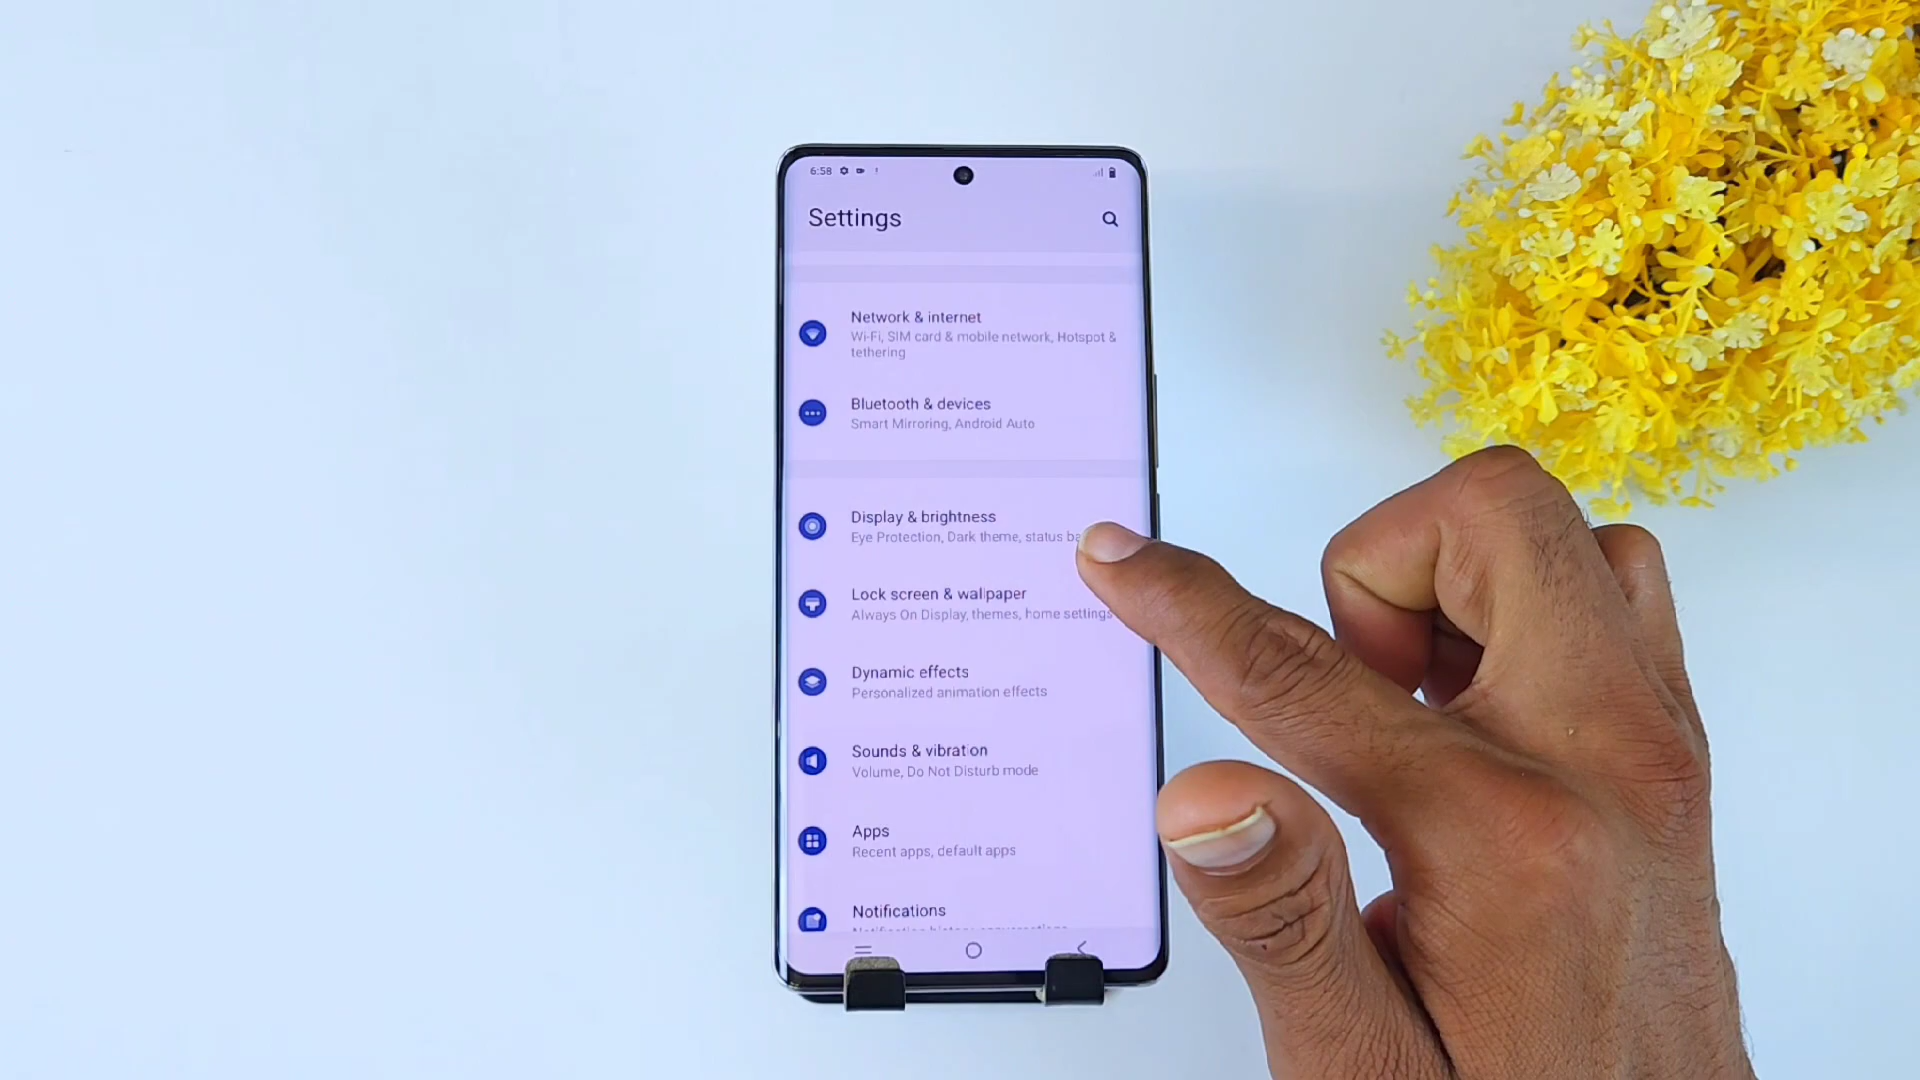 6:58
Settings
Network & internet
Wi-Fi, SIM card & mobile network, Hotspot &
tethering
Bluetooth & devices
Smart Mirroring, Android Auto
Display & brightness
Eye Protection, Dark theme, status
Lock screen & wallpaper
Always On Display, themes, home settings
Dynamic effects
Personalized animation effects
Sounds & vibration
Volume, Do Not Disturb mode
Apps
Recent apps, default apps
Notifications